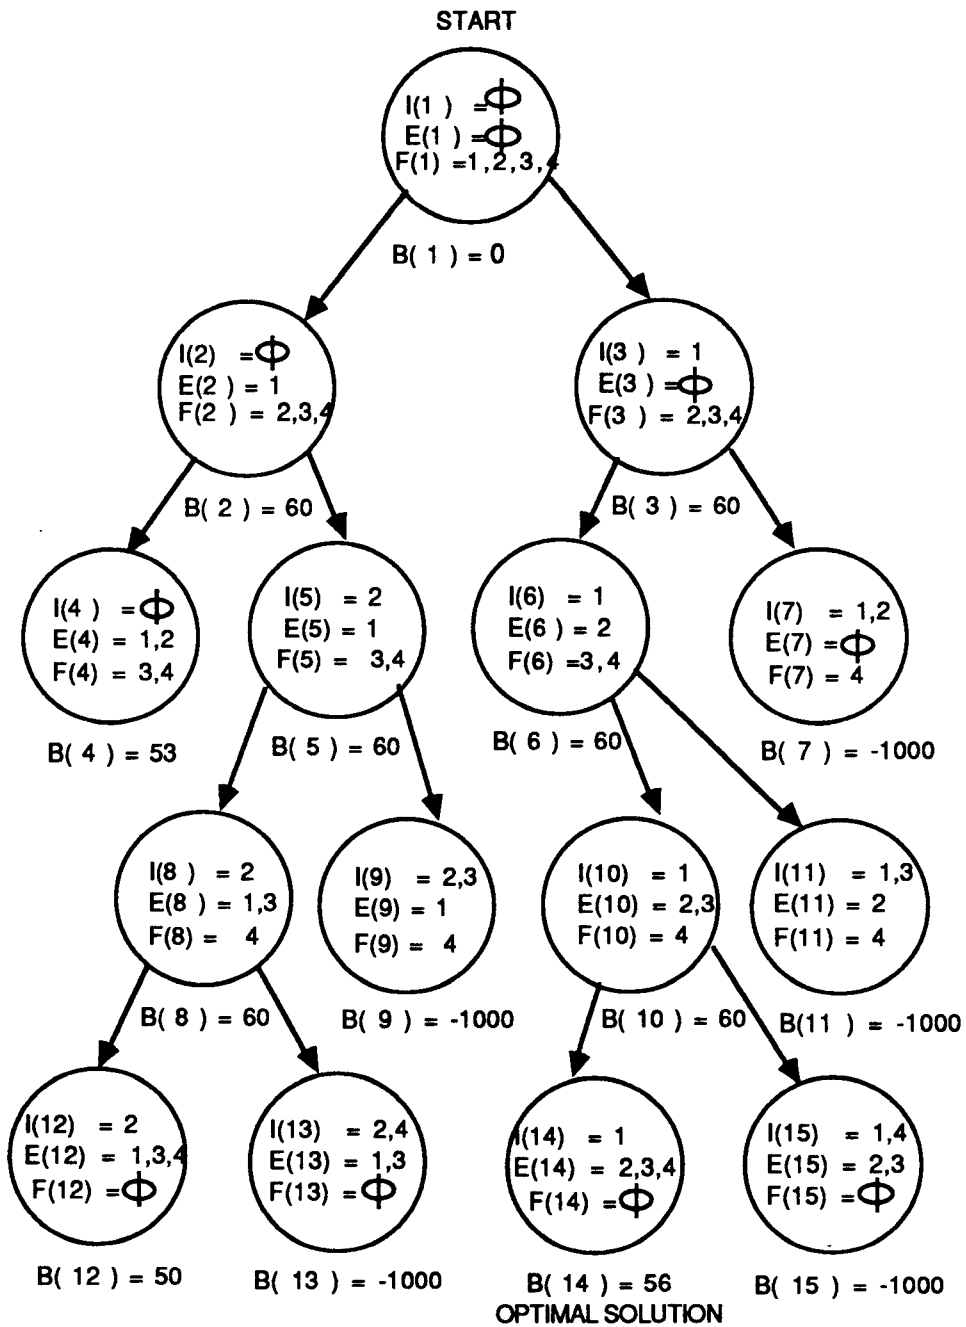 START
I(1 ) =Φ
E(1 ) =Φ
F(1) =1,2,3,4
B( 1 ) = 0
I(2) =Φ
E(2 ) = 1
F(2 ) = 2,3,4
B( 2 ) = 60
I(3 ) = 1
E(3 ) =Φ
F(3 ) = 2,3,4
B( 3 ) = 60
I(4 ) =Φ
E(4) = 1,2
F(4) = 3,4
B( 4 ) = 53
I(5) = 2
E(5) = 1
F(5) = 3,4
B( 5 ) = 60
I(6) = 1
E(6 ) = 2
F(6) =3,4
B( 6 ) = 60
I(7) = 1,2
E(7) =Φ
F(7) = 4
B( 7 ) = -1000
I(8 ) = 2
E(8 ) = 1,3
F(8) = 4
B( 8 ) = 60
I(9) = 2,3
E(9) = 1
F(9) = 4
B( 9 ) = -1000
I(10) = 1
E(10) = 2,3
F(10) = 4
B( 10 ) = 60
I(11) = 1,3
E(11) = 2
F(11) = 4
B(11 ) = -1000
I(12) = 2
E(12) = 1,3,4
F(12) =Φ
B( 12 ) = 50
I(13) = 2,4
E(13) = 1,3
F(13) =Φ
B( 13 ) = -1000
I(14) = 1
E(14) = 2,3,4
F(14) =Φ
B( 14 ) = 56
OPTIMAL SOLUTION
I(15) = 1,4
E(15) = 2,3
F(15) =Φ
B( 15 ) = -1000